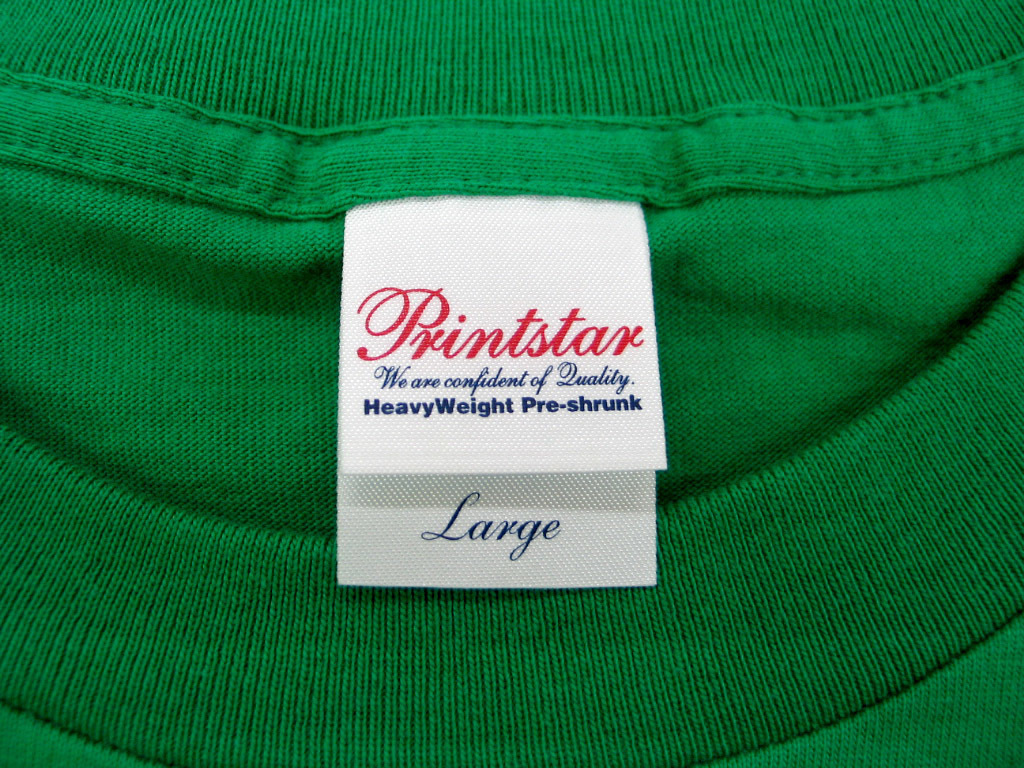 Printstar
We are confident of Quality.
HeavyWeight Pre-shrunk
Large